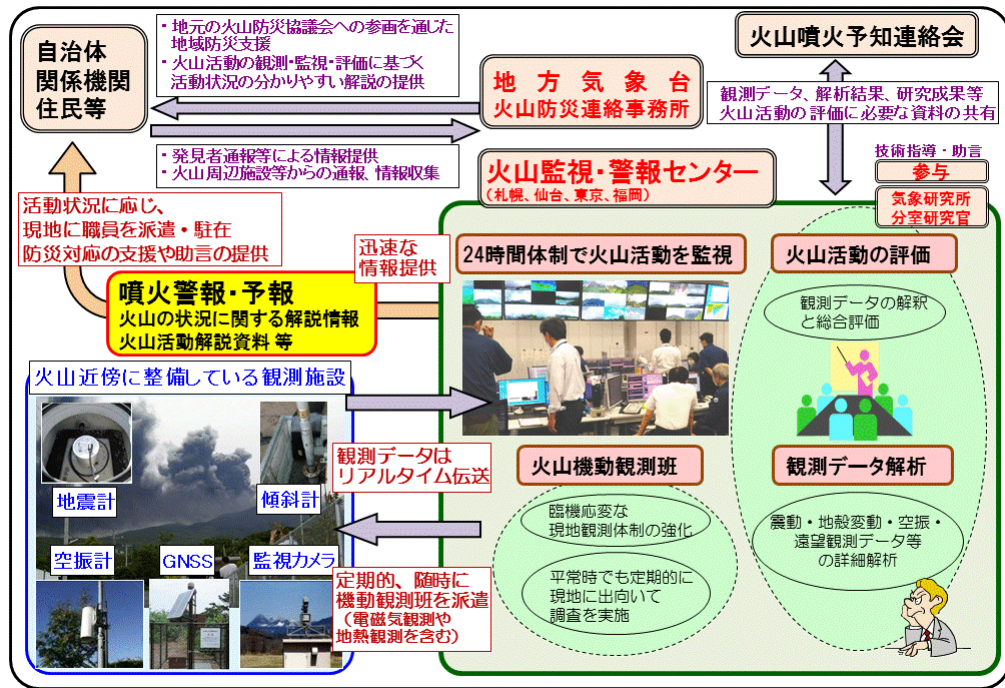 自治体
関係機関
住民等
・地元の火山防災協議会への参画を通した
地域防災支援
・火山活動の観測・監視・評価に基づく
活動状況の分かりやすい解説の提供
地方気象台
火山防災連絡事務所
火山噴火予知連絡会
観測データ、解析結果、研究成果等
火山活動の評価に必要な資料の共有
・発見者通報等による情報提供
・火山周辺施設等からの通報、情報収集
技術指導・助言
参与
気象研究所
分室研究官
火山監視・警報センター
(札幌、仙台、東京、福岡)
活動状況に応じ、
現地に職員を派遣・駐在
防災対応の支援や助言の提供
迅速な
情報提供
噴火警報・予報
火山の状況に関する解説情報
火山活動解説資料 等
24時間体制で火山活動を監視
火山活動の評価
観測データの解釈
と総合評価
火山近傍に整備している観測施設
地震計
傾斜計
空振計
GNSS
監視カメラ
観測データは
リアルタイム伝送
定期的、随時に
機動観測班を派遣
(電磁気観測や
地熱観測を含む)
火山機動観測班
臨機応変な
現地観測体制の強化
平常時でも定期的に
現地に出向いて
調査を実施
観測データ解析
震動・地殻変動・空振・
遠望観測データ等
の詳細解析